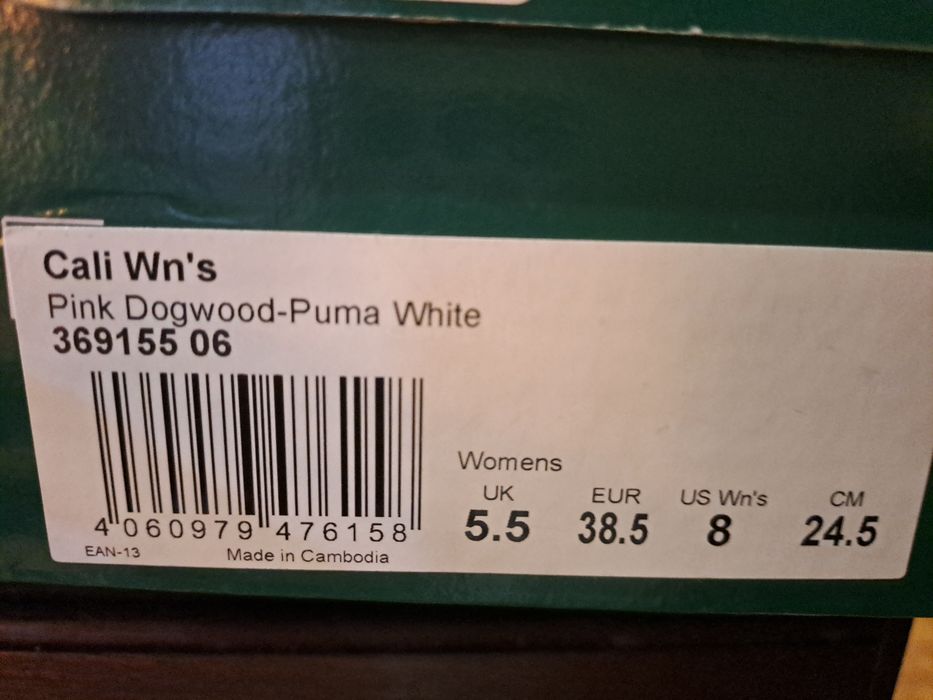 Cali Wn's
Pink Dogwood-Puma White
369155 06
4 060979 476158
EAN-13
Made in Cambodia
Womens
UK EUR US Wn's CM
5.5 38.5 8 24.5